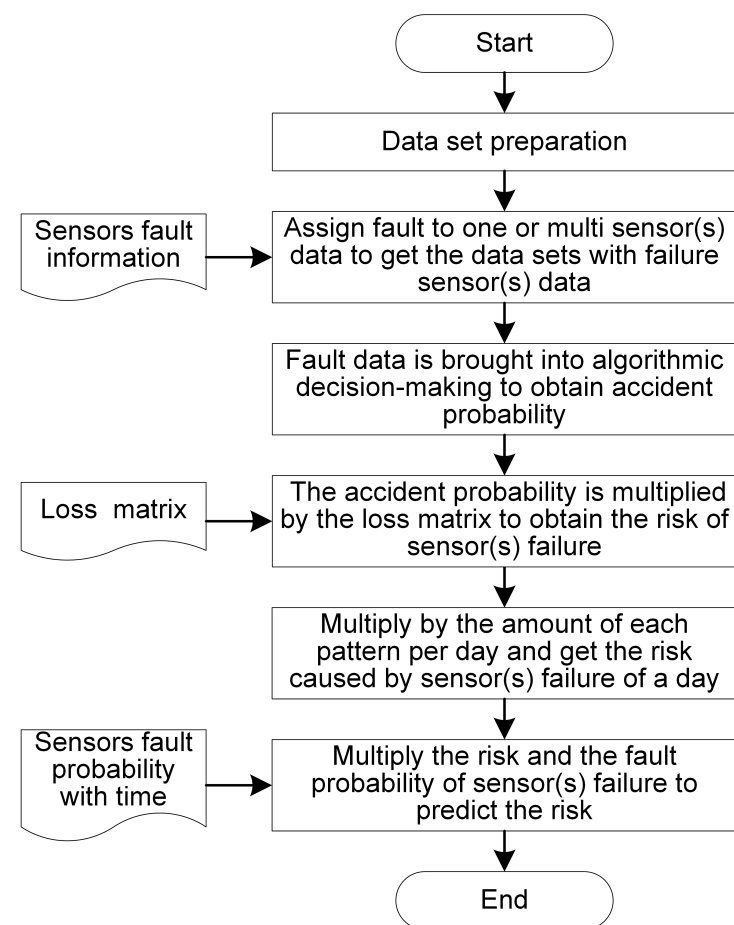 Start
Data set preparation
Sensors fault
information
Assign fault to one or multi sensor(s)
data to get the data sets with failure
sensor(s) data
Fault data is brought into algorithmic
decision-making to obtain accident
probability
Loss matrix
The accident probability is multiplied
by the loss matrix to obtain the risk of
sensor(s) failure
Multiply by the amount of each
pattern per day and get the risk
caused by sensor(s) failure of a day
Sensors fault
probability
with time
Multiply the risk and the fault
probability of sensor(s) failure to
predict the risk
End